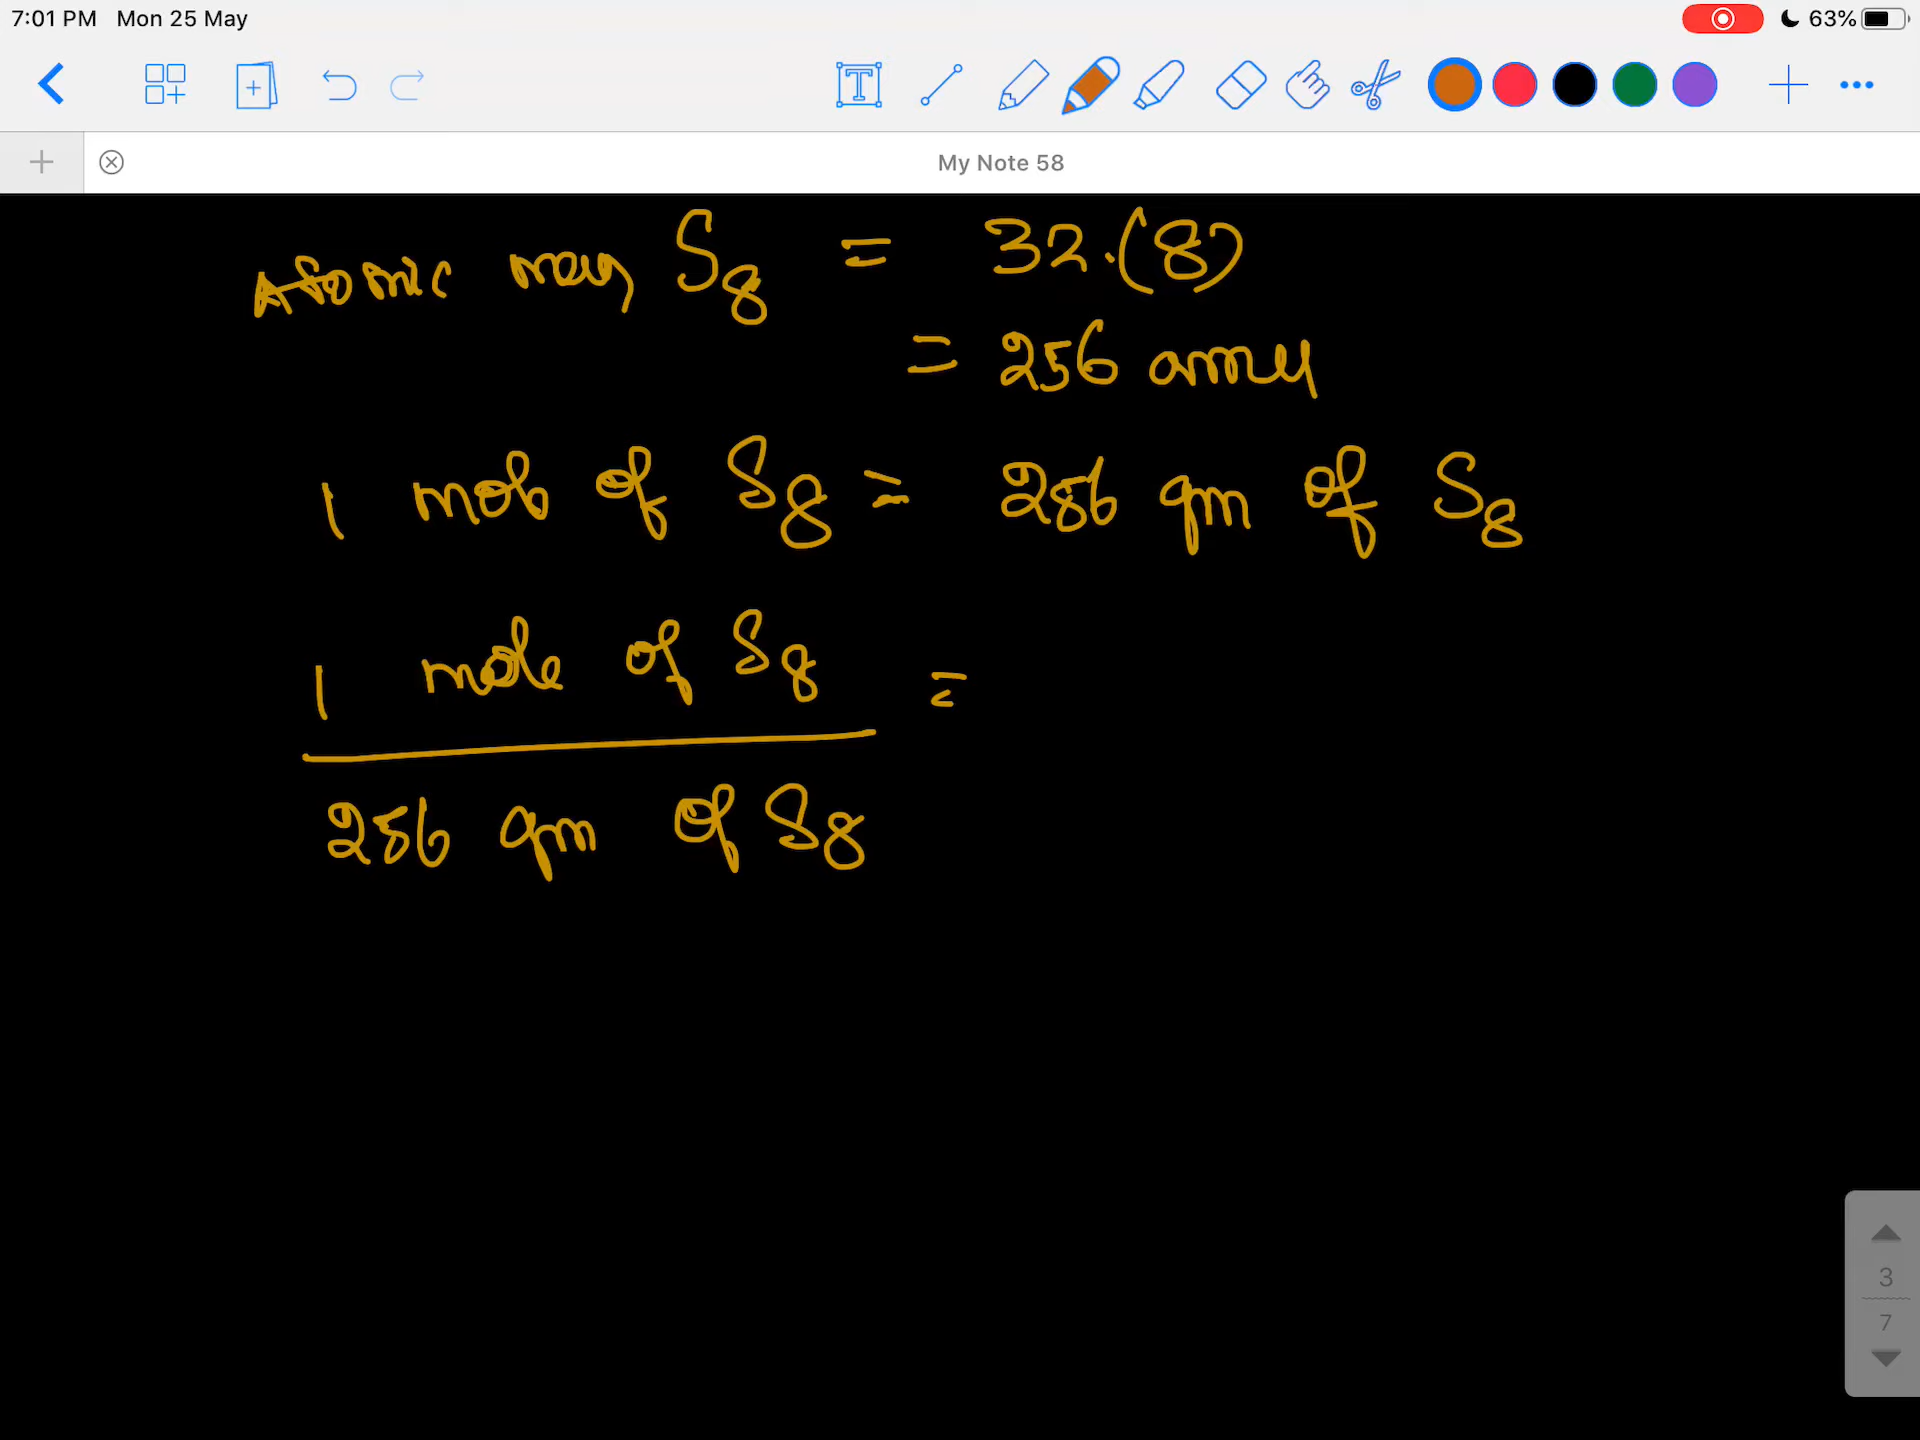 7:01 PM Mon 25 May 63%
T
My Note 58
Atomic mass S8 = 32.(8)
= 256 amu
1 mole of S8 = 256 gm of S8
1 mole of S8 =
256 gm of S8
3
7